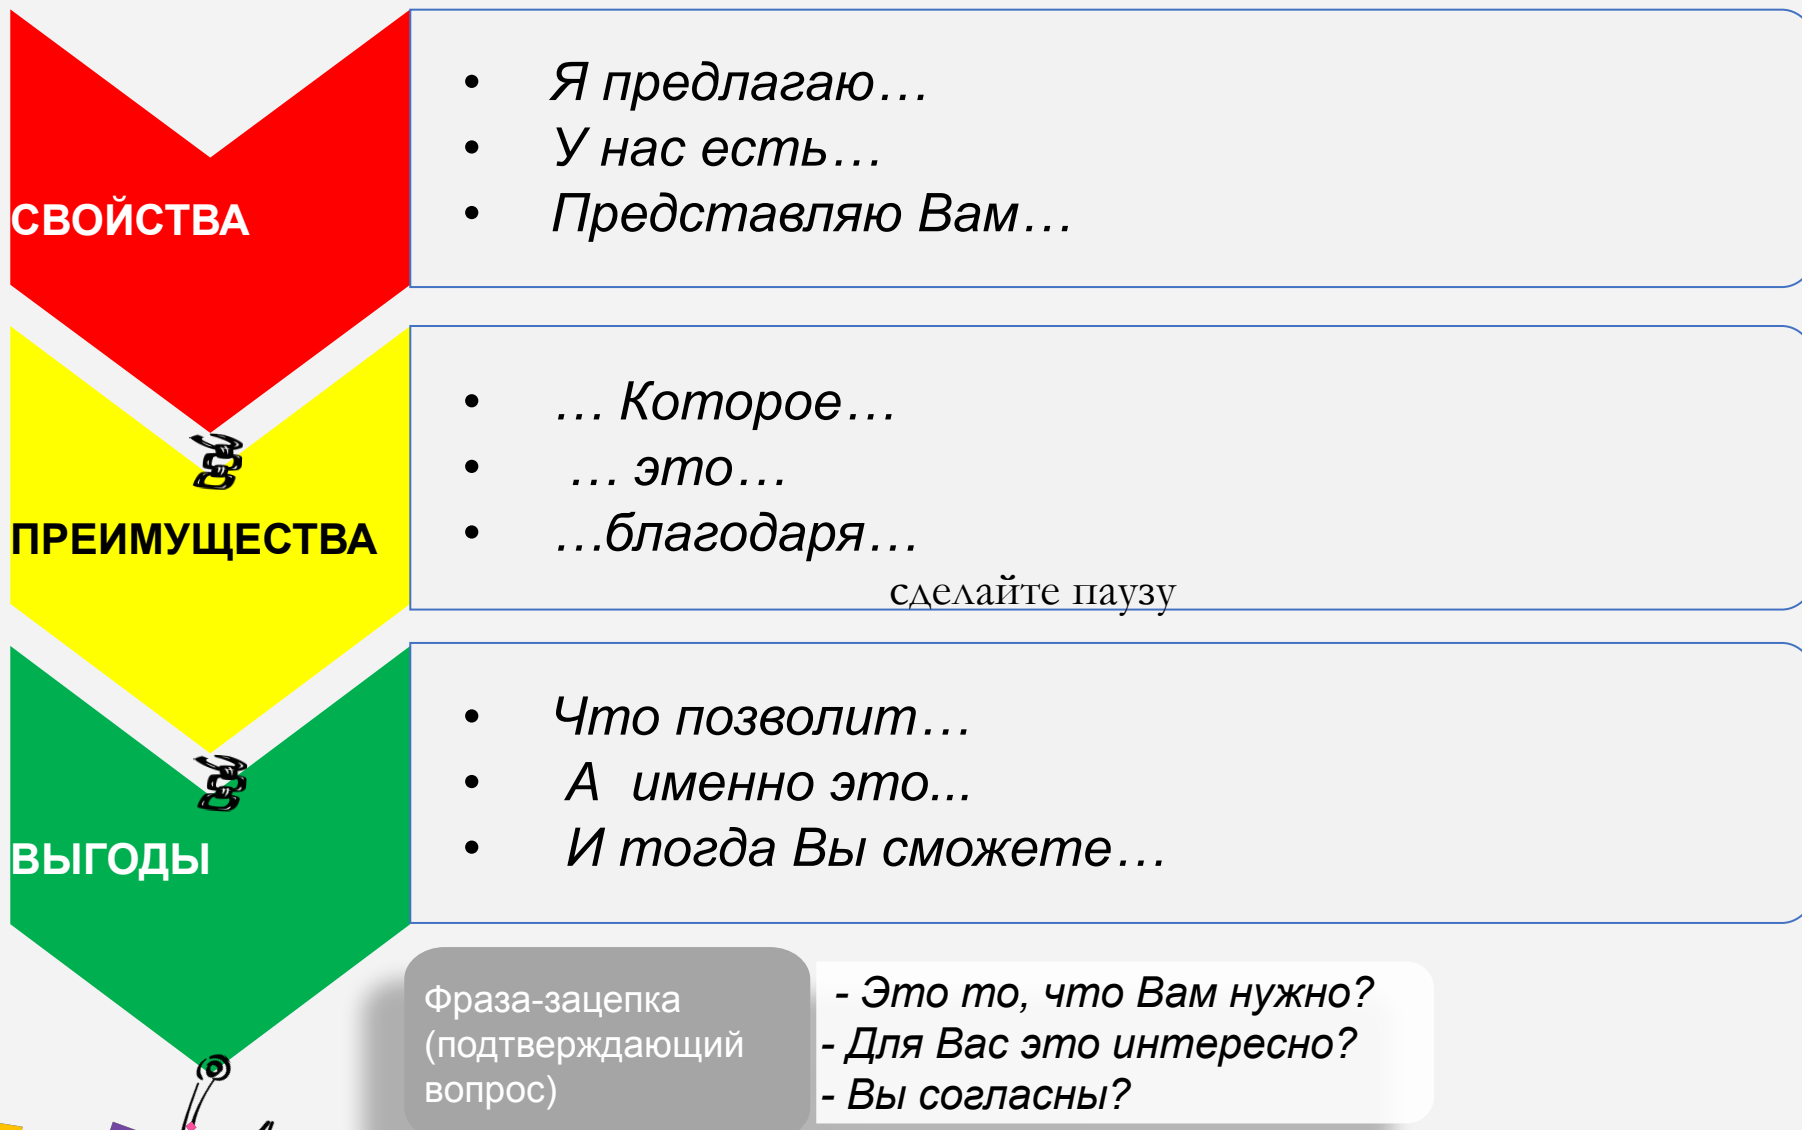 СВОЙСТВА
• Я предлагаю…
• У нас есть…
• Представляю Вам…
ПРЕИМУЩЕСТВА
• … Которое…
• … это…
• …благодаря…
сделайте паузу
ВЫГОДЫ
• Что позволит…
• А именно это...
• И тогда Вы сможете…
Фраза-зацепка
(подтверждающий
вопрос)
- Это то, что Вам нужно?
- Для Вас это интересно?
- Вы согласны?